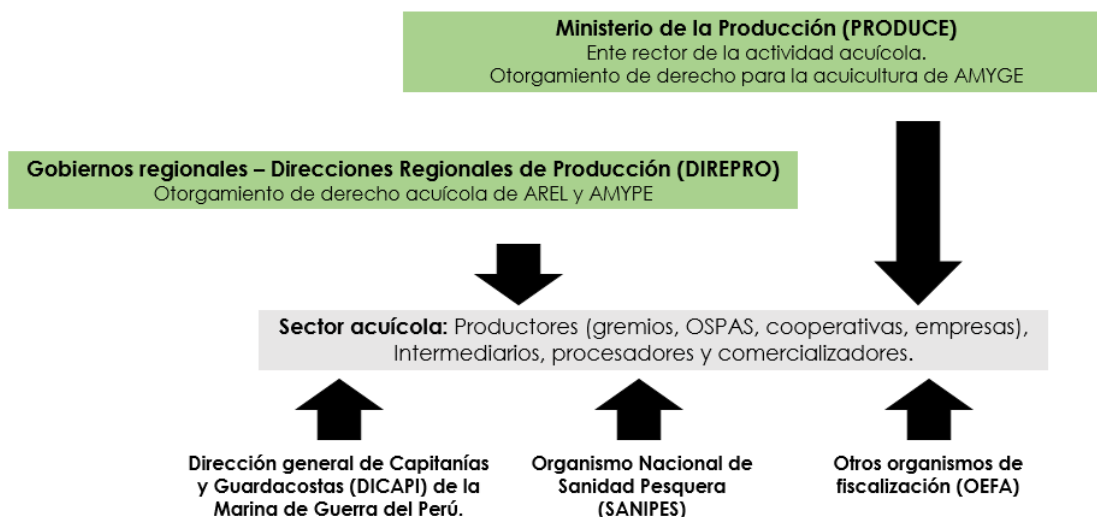 Ministerio de la Producción (PRODUCE)
Ente rector de la actividad acuícola.
Otorgamiento de derecho para la acuicultura de AMYGE
Gobiernos regionales – Direcciones Regionales de Producción (DIREPRO)
Otorgamiento de derecho acuícola de AREL y AMYPE
Sector acuícola: Productores (gremios, OSPAS, cooperativas, empresas),
Intermediarios, procesadores y comercializadores.
Dirección general de Capitanías
y Guardacostas (DICAPI) de la
Marina de Guerra del Perú.
Organismo Nacional de
Sanidad Pesquera
(SANIPES)
Otros organismos de
fiscalización (OEFA)